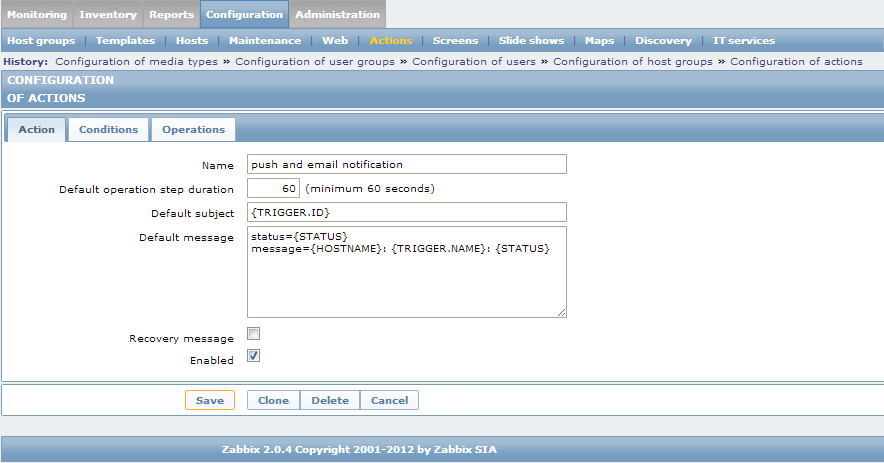 Monitoring Inventory Reports Configuration Administration
Host groups | Templates | Hosts | Maintenance | Web | Actions | Screens | Slide shows | Maps | Discovery | IT services
History: Configuration of media types » Configuration of user groups » Configuration of users » Configuration of host groups » Configuration of actions
CONFIGURATION
OF ACTIONS
Action Conditions Operations
Name push and email notification
Default operation step duration 60 (minimum 60 seconds)
Default subject {TRIGGER.ID}
Default message status={STATUS}
message={HOSTNAME}: {TRIGGER.NAME}: {STATUS}
Recovery message
Enabled
Save Clone Delete Cancel
Zabbix 2.0.4 Copyright 2001-2012 by Zabbix SIA